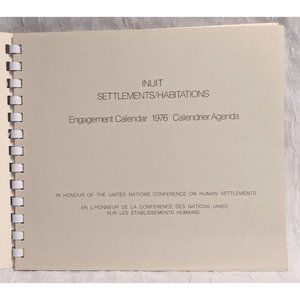 INUIT
SETTLEMENTS/HABITATIONS
Engagement Calendar 1976 Calendrier Agenda
IN HONOUR OF THE UNITED NATIONS CONFERENCE ON HUMAN SETTLEMENTS
EN L'HONNEUR DE LA CONFERENCE DES NATIONS UNIES
SUR LES ETABLISSEMENTS HUMAINS